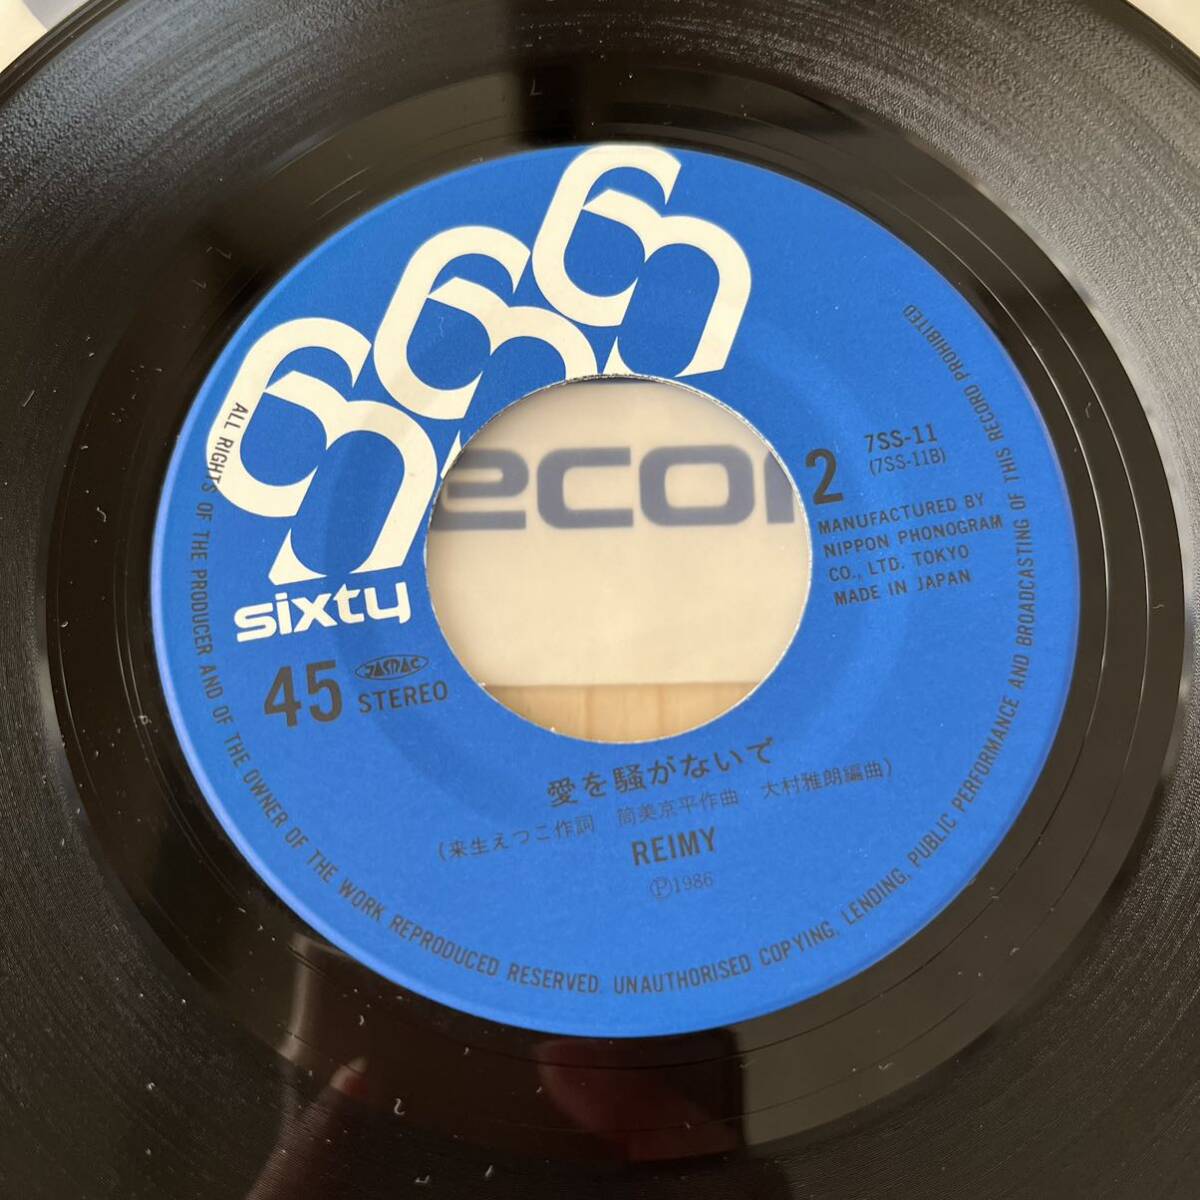 sixty
45
JASRAC
STEREO
2
7SS-11
(7SS-11B)
MANUFACTURED BY
NIPPON PHONOGRAM
CO., LTD. TOKYO
MADE IN JAPAN
econ
愛を騒がないで
(来生えつこ作詞 筒美京平作曲 大村雅朗編曲)
REIMY
Ⓟ1986
ALL RIGHTS OF THE PRODUCER AND OF THE OWNER OF THE WORK REPRODUCED RESERVED. UNAUTHORISED COPYING, LENDING, PUBLIC PERFORMANCE AND BROADCASTING OF THIS RECORD PROHIBITED